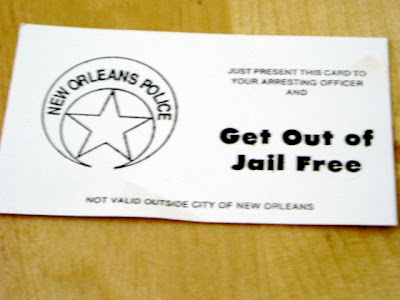 NEW ORLEANS POLICE
JUST PRESENT THIS CARD TO
YOUR ARRESTING OFFICER
AND
Get Out of
Jail Free
NOT VALID OUTSIDE CITY OF NEW ORLEANS